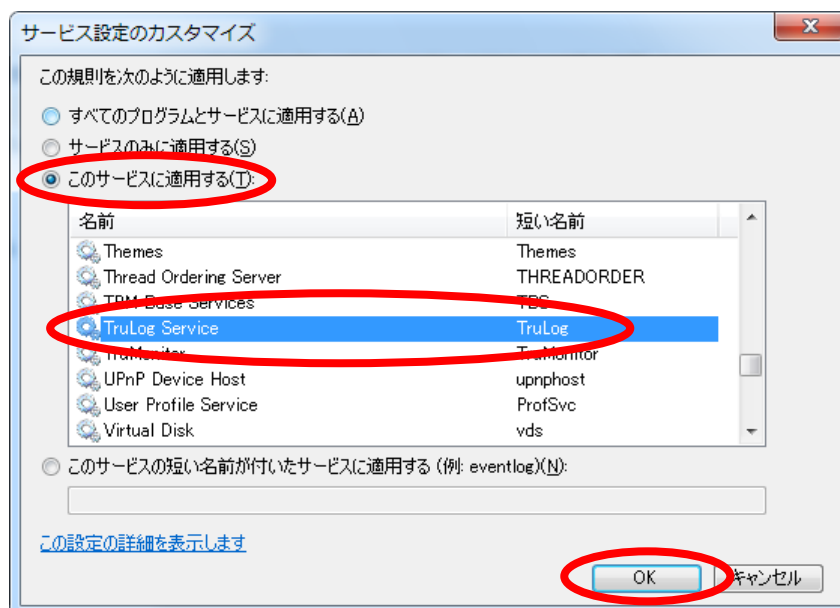 サービス設定のカスタマイズ
この規則を次のように適用します:
すべてのプログラムとサービスに適用する(A)
サービスのみに適用する(S)
このサービスに適用する(T):
名前 短い名前
Themes Themes
Thread Ordering Server THREADORDER
TBM Base Services TBS
TruLog Service TruLog
TruMonitor TruMonitor
UPnP Device Host upnphost
User Profile Service ProfSvc
Virtual Disk vds
このサービスの短い名前が付いたサービスに適用する (例: eventlog)(N):
この設定の詳細を表示します
OK キャンセル